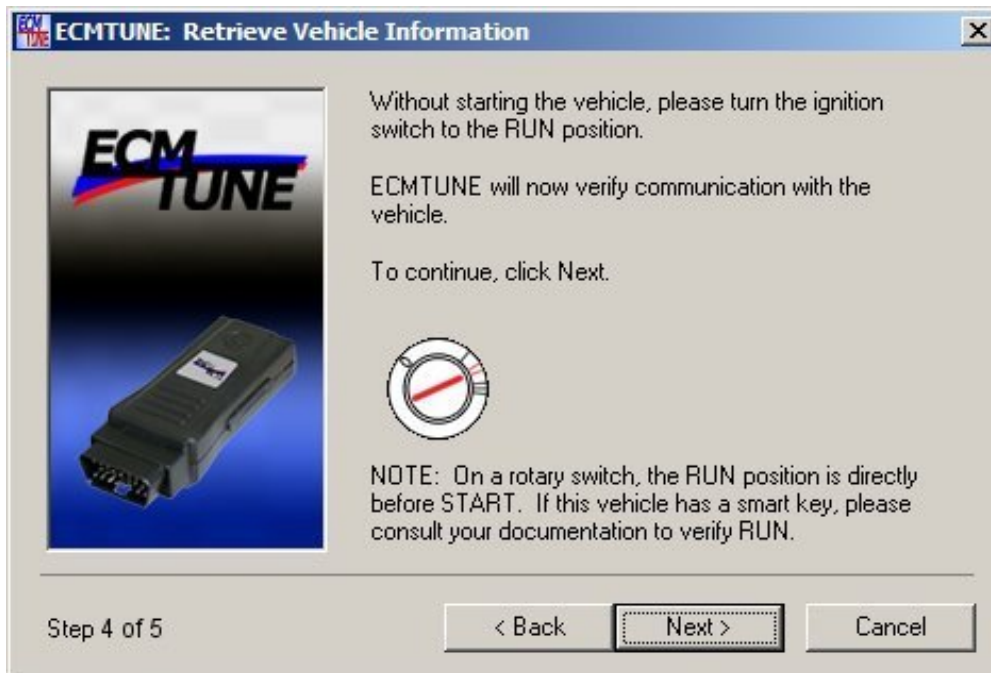 ECMTUNE: Retrieve Vehicle Information
ECM
TUNE
Without starting the vehicle, please turn the ignition
switch to the RUN position.
ECMTUNE will now verify communication with the
vehicle.
To continue, click Next.
NOTE: On a rotary switch, the RUN position is directly
before START. If this vehicle has a smart key, please
consult your documentation to verify RUN.
Step 4 of 5
< Back
Next >
Cancel